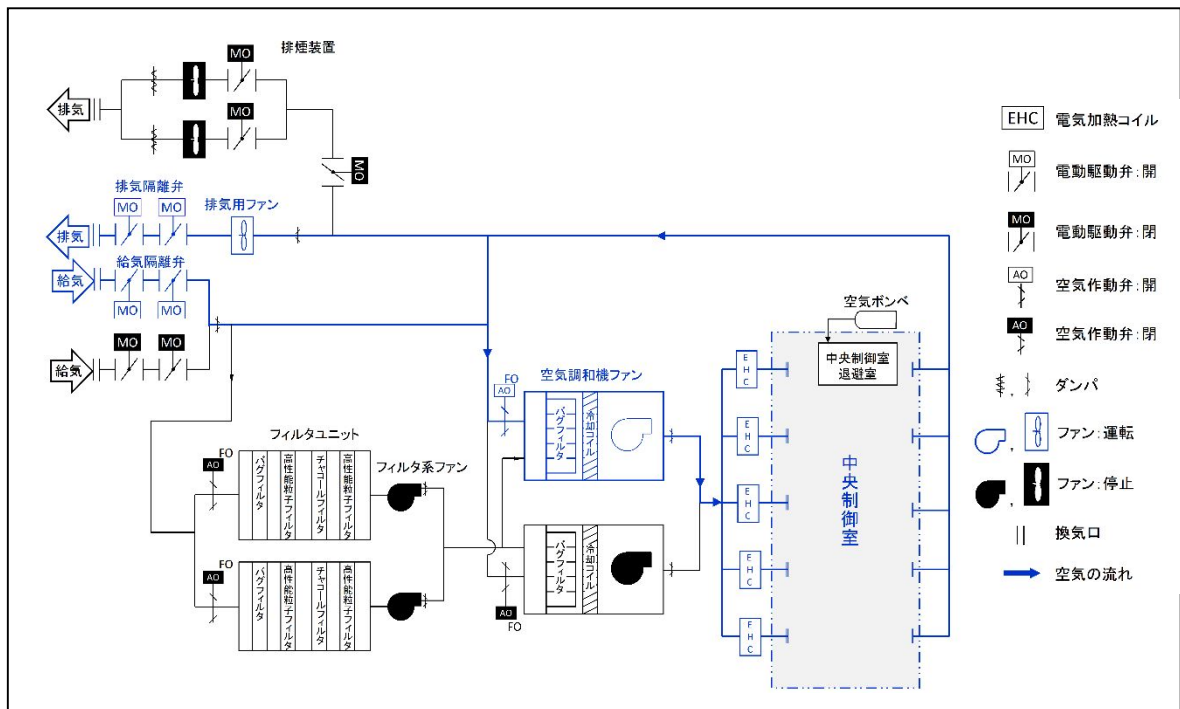 排煙装置
MO
MO
排気
MO
排気隔離弁
MO
MO
排気用ファン
排気
給気隔離弁
給気
MO
MO
MO
MO
給気
空気ボンベ
中央制御室
退避室
空気調和機ファン
FO
AO
バグフィルタ
冷却コイル
フィルタユニット
フィルタ系ファン
FO
AO
バグフィルタ
高性能粒子フィルタ
チャコールフィルタ
高性能粒子フィルタ
FO
AO
バグフィルタ
高性能粒子フィルタ
チャコールフィルタ
高性能粒子フィルタ
バグフィルタ
冷却コイル
AO
FO
EHC
EHC
EHC
EHC
EHC
中央制御室
EHC 電気加熱コイル
MO 電動駆動弁:開
MO 電動駆動弁:閉
AO 空気作動弁:開
AO 空気作動弁:閉
, ダンパ
, ファン:運転
, ファン:停止
換気口
空気の流れ